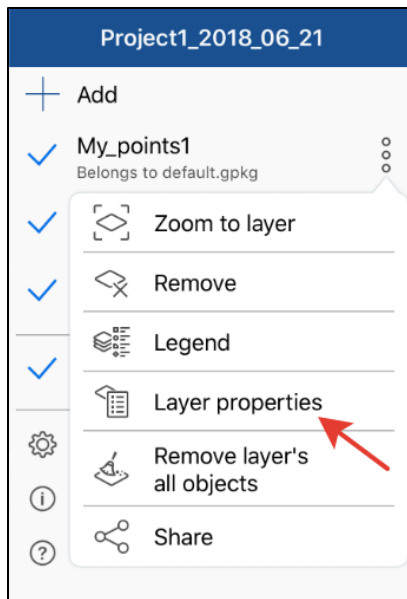 Project1_2018_06_21
Add
My_points1
Belongs to default.gpkg
Zoom to layer
Remove
Legend
Layer properties
Remove layer's
all objects
Share